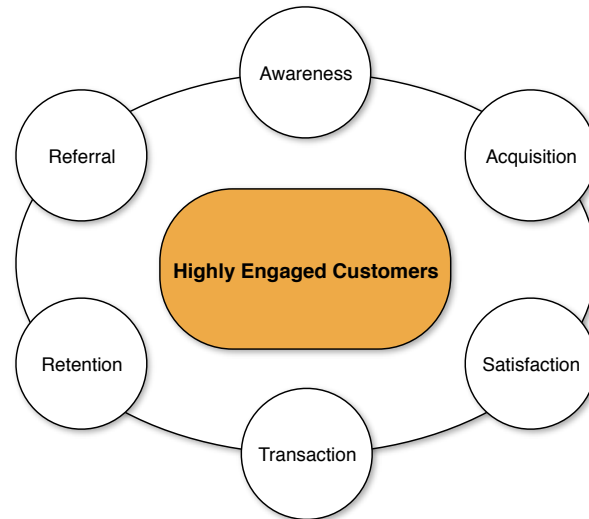 Awareness
Referral
Acquisition
Highly Engaged Customers
Retention
Satisfaction
Transaction